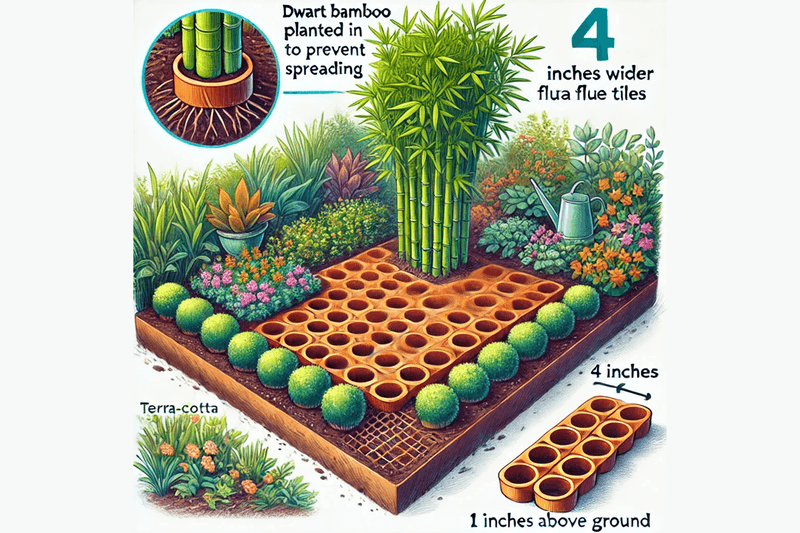 Dwart bamboo
planted in
to prevent
spreading
4
inches wider
flua flue tiles
4 inches
Terra-cotta
1 inches above ground